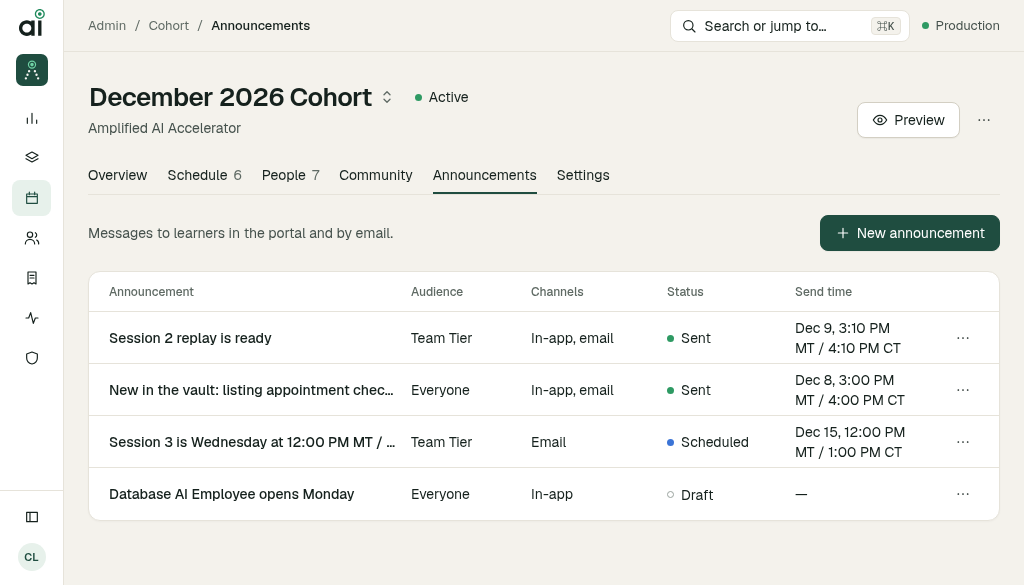 ai
Admin / Cohort / Announcements
Search or jump to… ⌘K
Production
December 2026 Cohort
Active
Amplified AI Accelerator
Preview
Overview Schedule 6 People 7 Community Announcements Settings
Messages to learners in the portal and by email.
New announcement
Announcement Audience Channels Status Send time
Session 2 replay is ready Team Tier In-app, email Sent Dec 9, 3:10 PM
MT / 4:10 PM CT
New in the vault: listing appointment chec… Everyone In-app, email Sent Dec 8, 3:00 PM
MT / 4:00 PM CT
Session 3 is Wednesday at 12:00 PM MT / … Team Tier Email Scheduled Dec 15, 12:00 PM
MT / 1:00 PM CT
Database AI Employee opens Monday Everyone In-app Draft —
CL